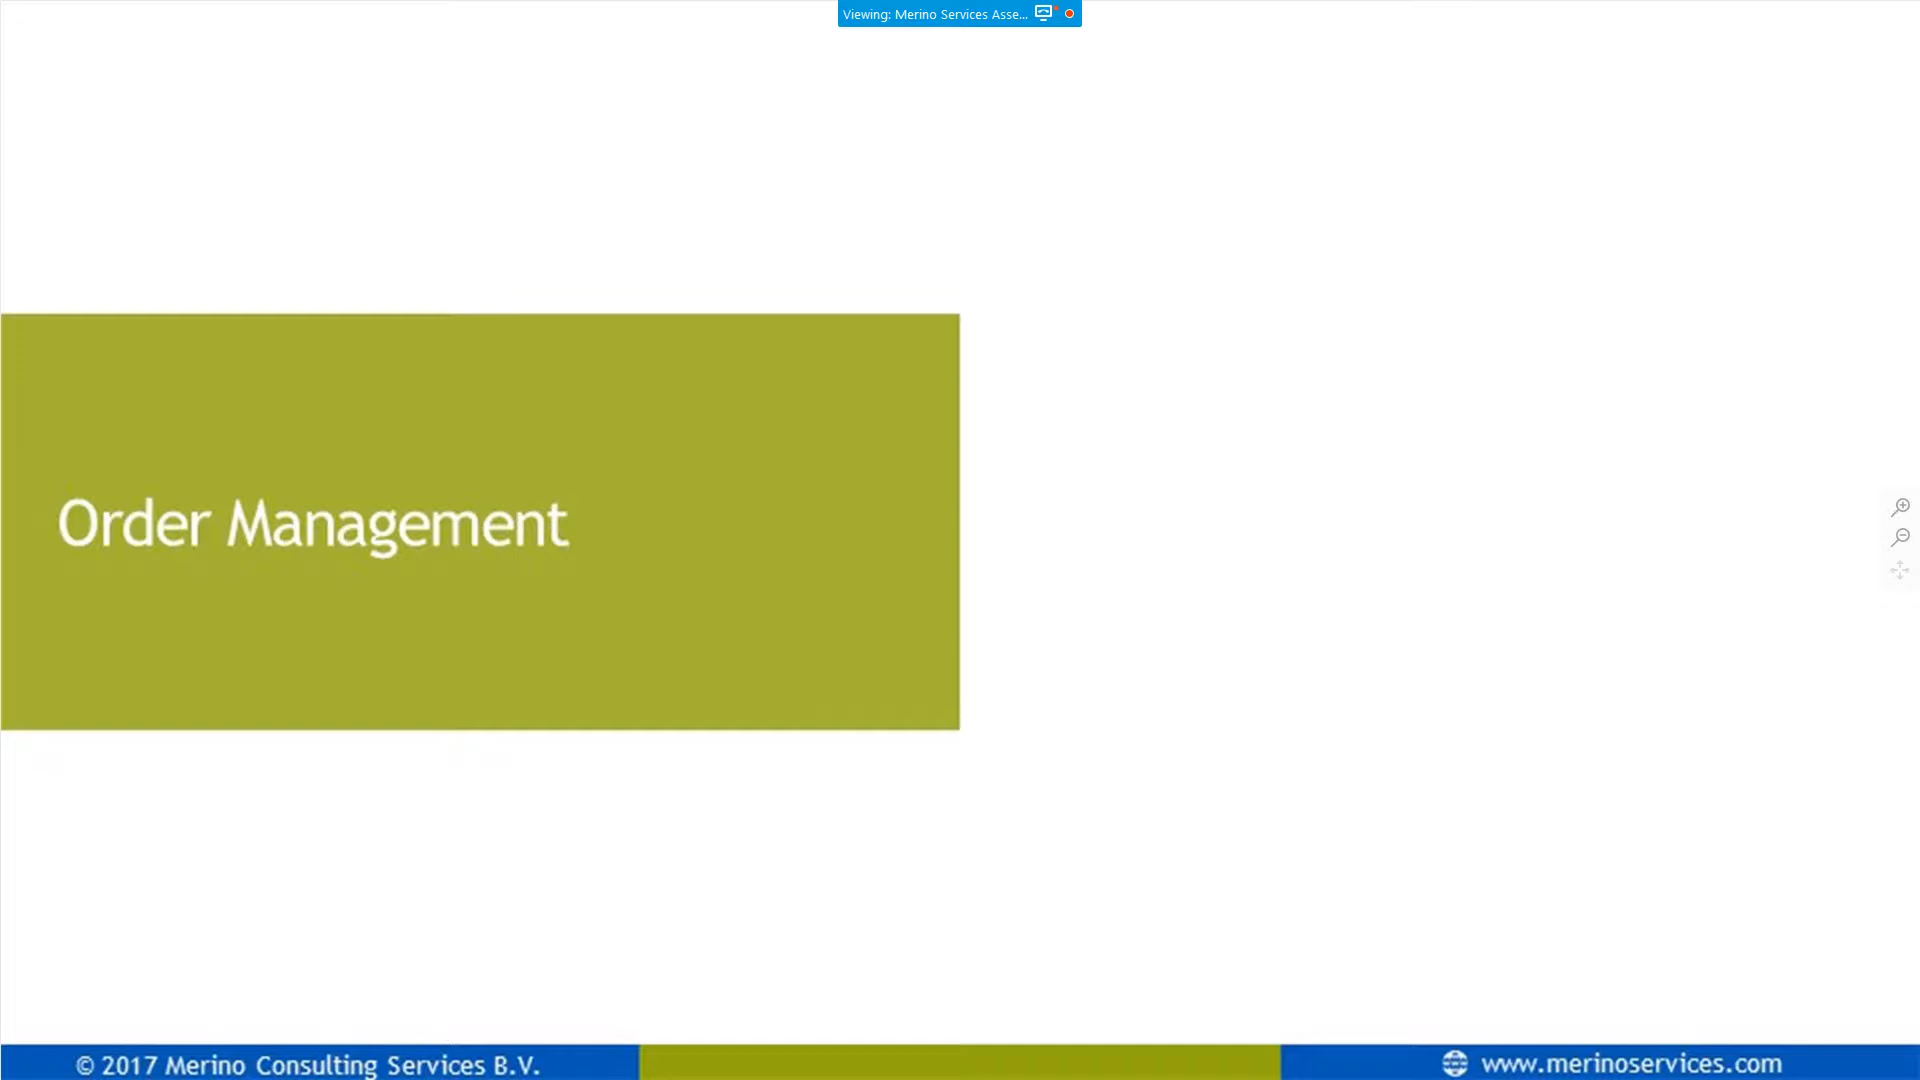 Viewing: Merino Services Asse...
Order Management
© 2017 Merino Consulting Services B.V.
www.merinoservices.com